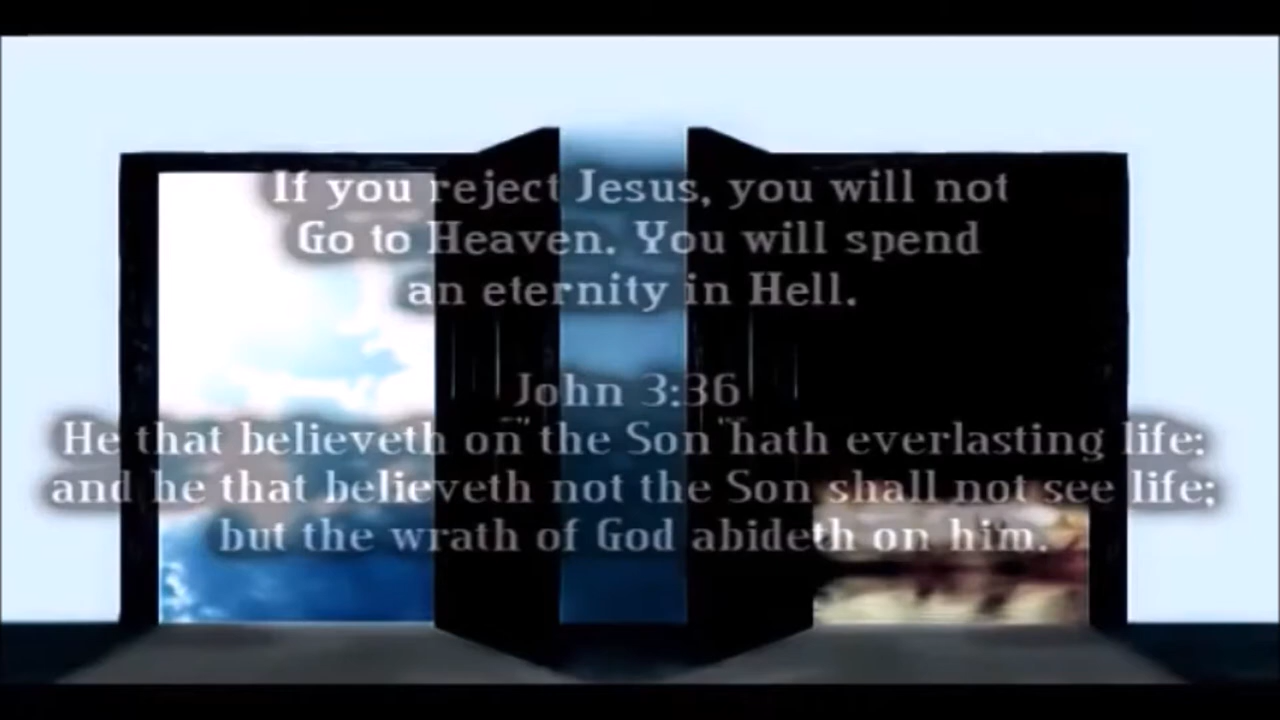 If you reject Jesus, you will not
Go to Heaven. You will spend
an eternity in Hell.
John 3:36
He that believeth on the Son hath everlasting life:
and he that believeth not the Son shall not see life;
but the wrath of God abideth on him.